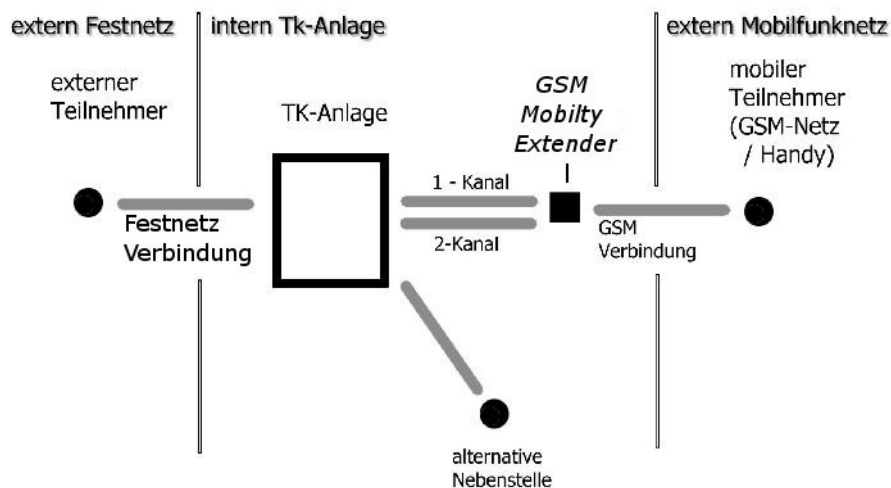 extern Festnetz
intern Tk-Anlage
extern Mobilfunknetz
externer
Teilnehmer
TK-Anlage
GSM
Mobilty
Extender
mobiler
Teilnehmer
(GSM-Netz
/ Handy)
1 - Kanal
2-Kanal
Festnetz
Verbindung
GSM
Verbindung
alternative
Nebenstelle